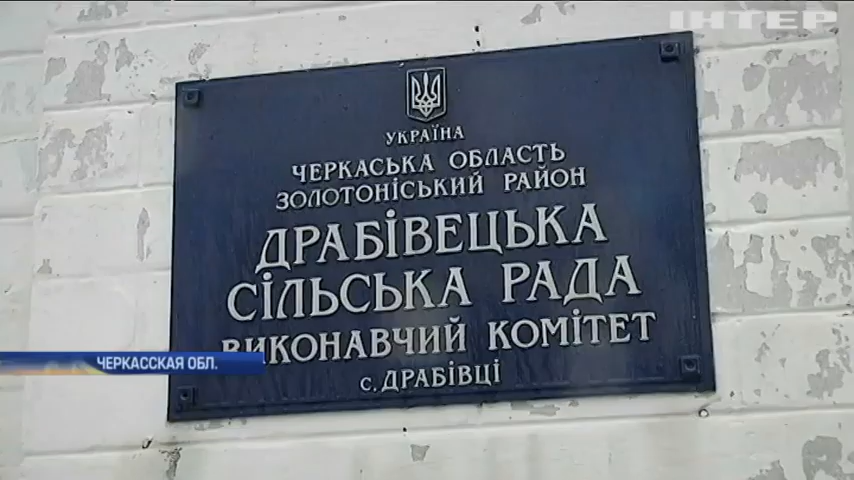 ІНТЕР
УКРАЇНА
ЧЕРКАСЬКА ОБЛАСТЬ
ЗОЛОТОНІСЬКИЙ РАЙОН
ДРАБІВЕЦЬКА
СІЛЬСЬКА РАДА
ВИКОНАВЧИЙ КОМІТЕТ
ЧЕРКАССКАЯ ОБЛ.
с. ДРАБІВЦІ